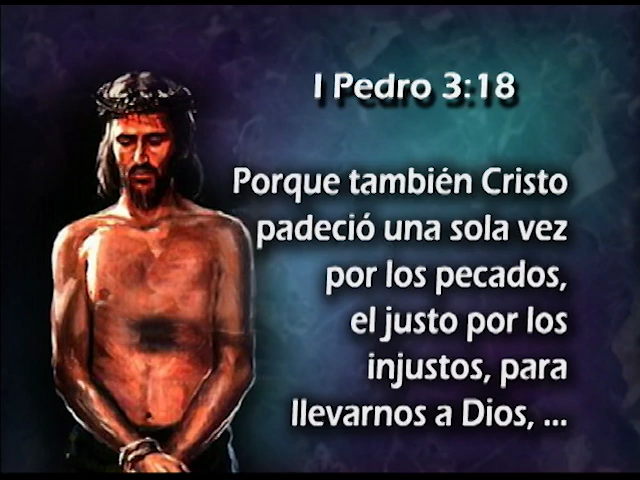 I Pedro 3:18
Porque también Cristo
padeció una sola vez
por los pecados,
el justo por los
injustos, para
llevarnos a Dios, ...